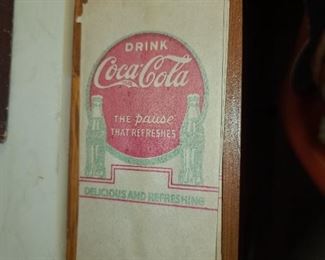 DRINK
Coca-Cola
THE pause
THAT REFRESHES
DELICIOUS AND REFRESHING